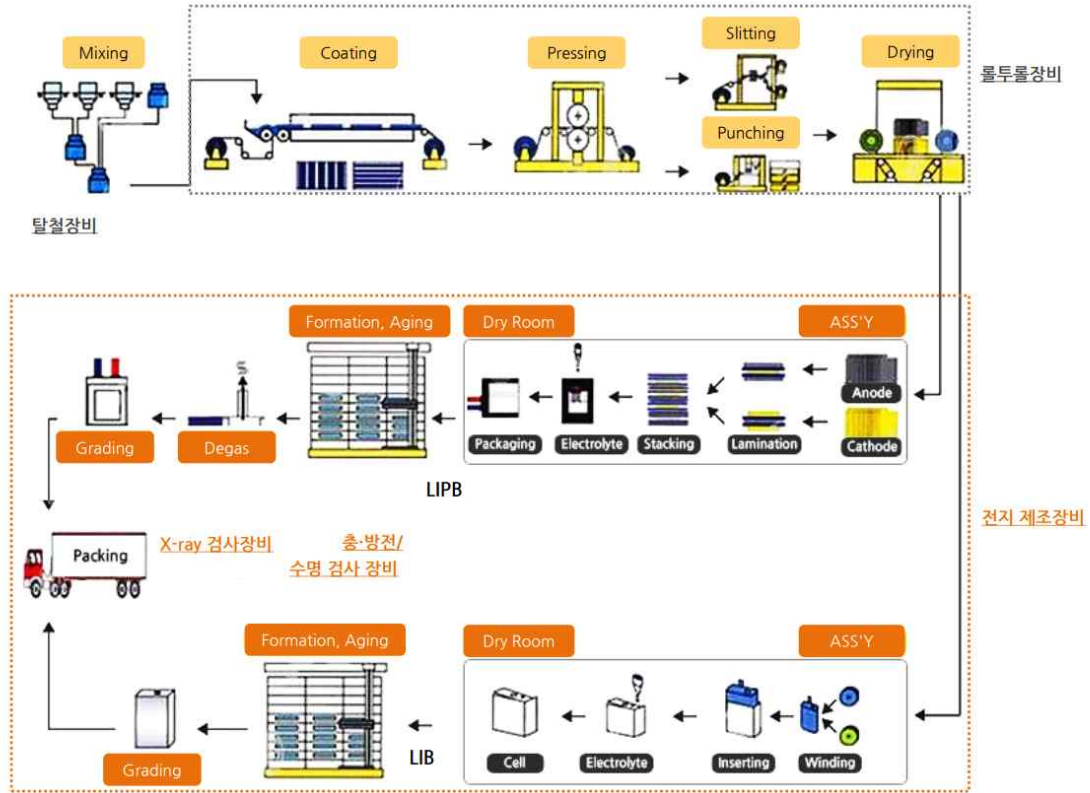 Mixing
Coating
Pressing
Slitting
Punching
Drying
롤투롤장비
탈철장비
Formation, Aging
Dry Room
ASS'Y
Anode
Cathode
Lamination
Stacking
Electrolyte
Packaging
Degas
Grading
LIPB
전지 제조장비
Packing
X-ray 검사장비
충·방전/
수명 검사 장비
Formation, Aging
Dry Room
ASS'Y
Winding
Inserting
Electrolyte
Cell
LIB
Grading